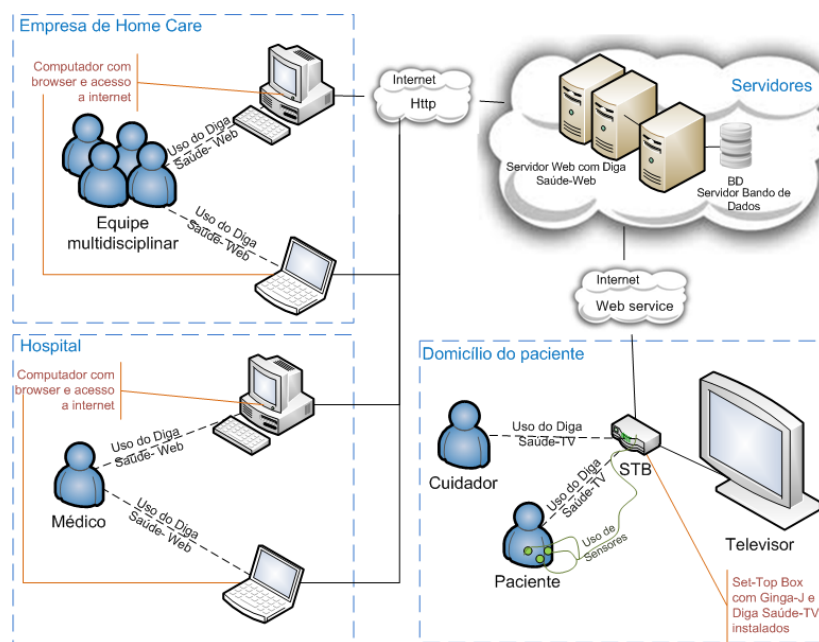 Empresa de Home Care
Computador com
browser e acesso
a internet
Uso do Diga
Saúde- Web
Equipe
multidisciplinar
Uso do Diga
Saúde- Web
Internet
Http
Servidores
Servidor Web com Diga
Saúde-Web
BD
Servidor Bando de
Dados
Internet
Web service
Hospital
Computador com
browser e acesso
a internet
Uso do Diga
Saúde- Web
Médico
Uso do Diga
Saúde- Web
Domicílio do paciente
Uso do Diga
Saúde-TV
Cuidador
STB
Uso do Diga
Saúde-TV
Uso de
Sensores
Paciente
Televisor
Set-Top Box
com Ginga-J e
Diga Saúde-TV
instalados